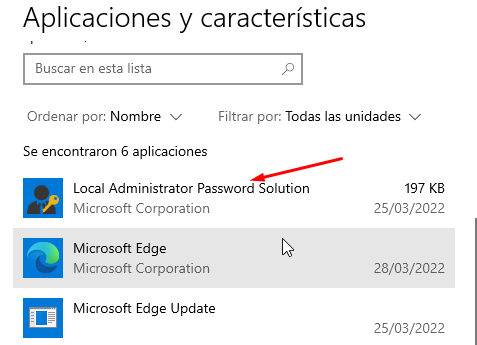 Aplicaciones y características
Buscar en esta lista
Ordenar por: Nombre Filtrar por: Todas las unidades
Se encontraron 6 aplicaciones
Local Administrator Password Solution 197 KB
Microsoft Corporation 25/03/2022
Microsoft Edge
Microsoft Corporation 28/03/2022
Microsoft Edge Update
25/03/2022